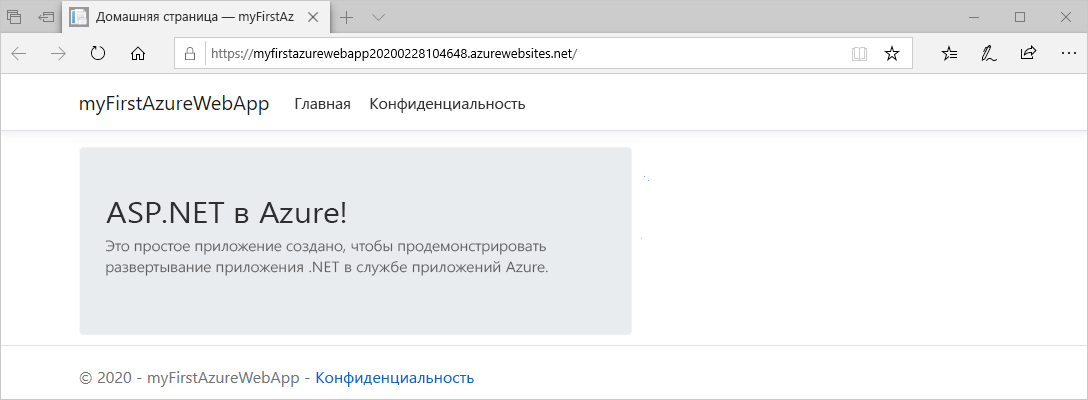 Домашняя страница — myFirstAz
https://myfirstazurewebapp20200228104648.azurewebsites.net/
myFirstAzureWebApp Главная Конфиденциальность
ASP.NET в Azure!
Это простое приложение создано, чтобы продемонстрировать
развертывание приложения .NET в службе приложений Azure.
© 2020 - myFirstAzureWebApp - Конфиденциальность